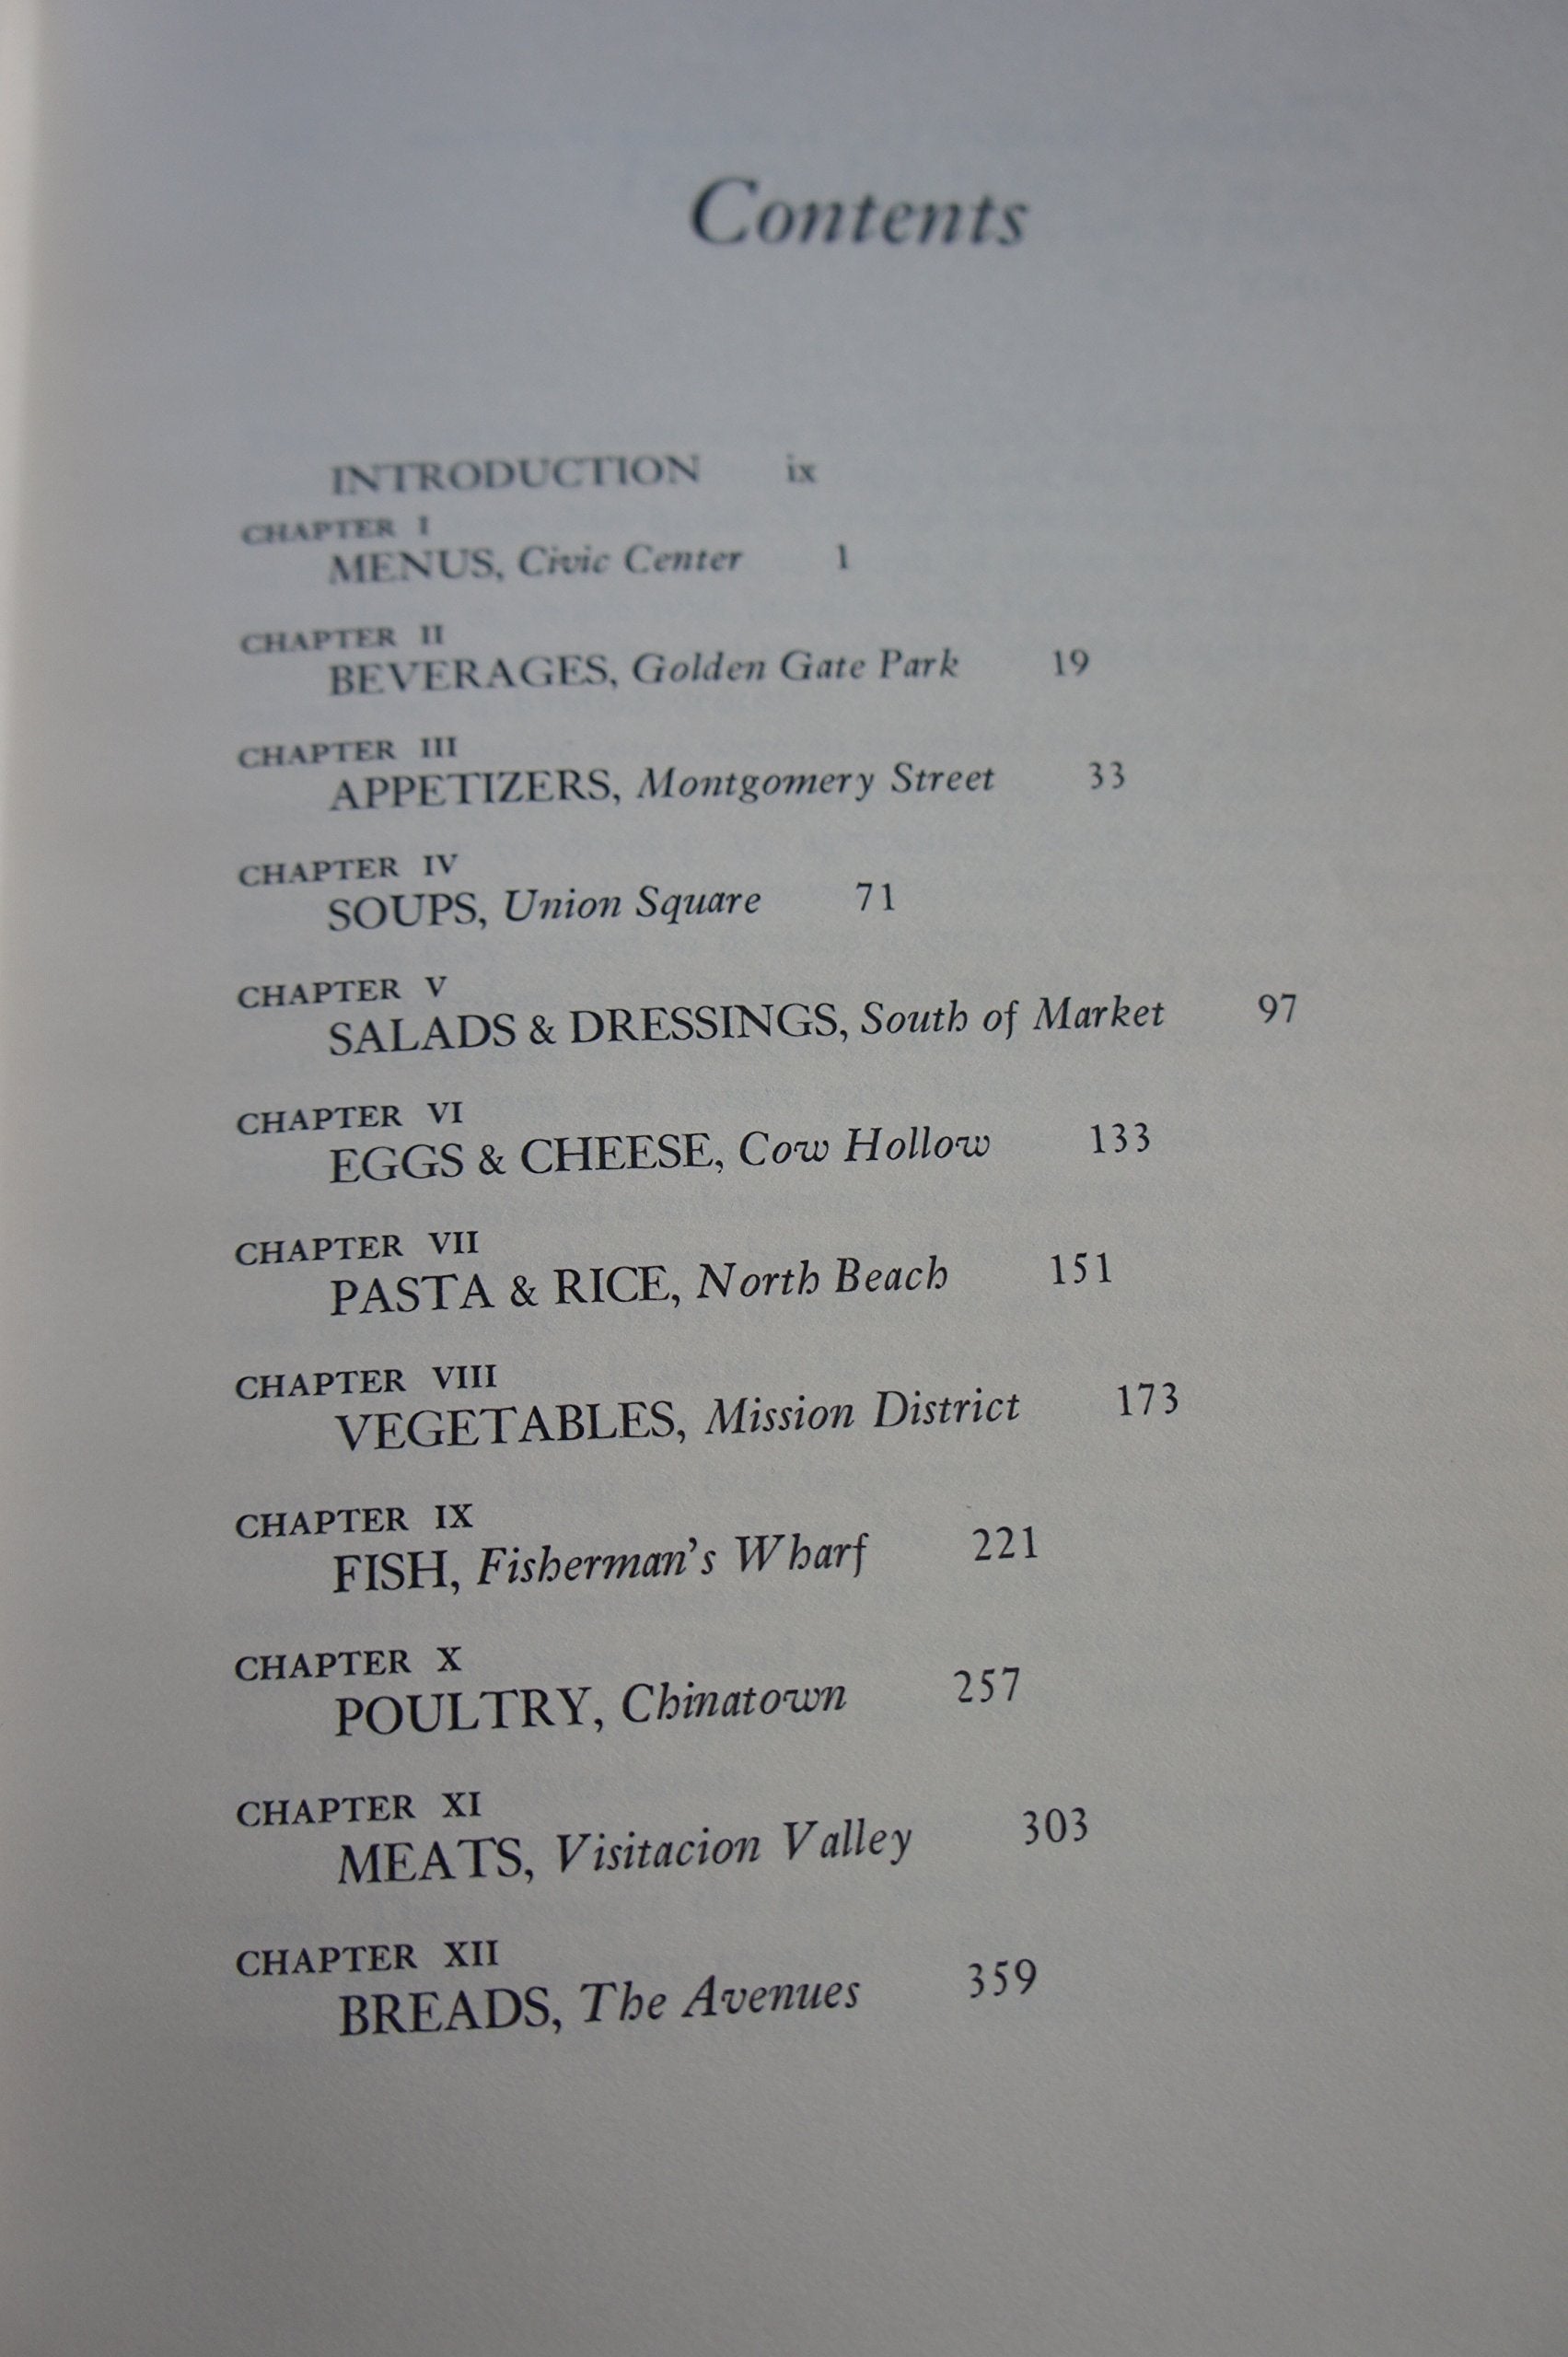 Contents
INTRODUCTION ix
CHAPTER I
MENUS, Civic Center 1
CHAPTER II
BEVERAGES, Golden Gate Park 19
CHAPTER III
APPETIZERS, Montgomery Street 33
CHAPTER IV
SOUPS, Union Square 71
CHAPTER V
SALADS & DRESSINGS, South of Market 97
CHAPTER VI
EGGS & CHEESE, Cow Hollow 133
CHAPTER VII
PASTA & RICE, North Beach 151
CHAPTER VIII
VEGETABLES, Mission District 173
CHAPTER IX
FISH, Fisherman's Wharf 221
CHAPTER X
POULTRY, Chinatown 257
CHAPTER XI
MEATS, Visitacion Valley 303
CHAPTER XII
BREADS, The Avenues 359